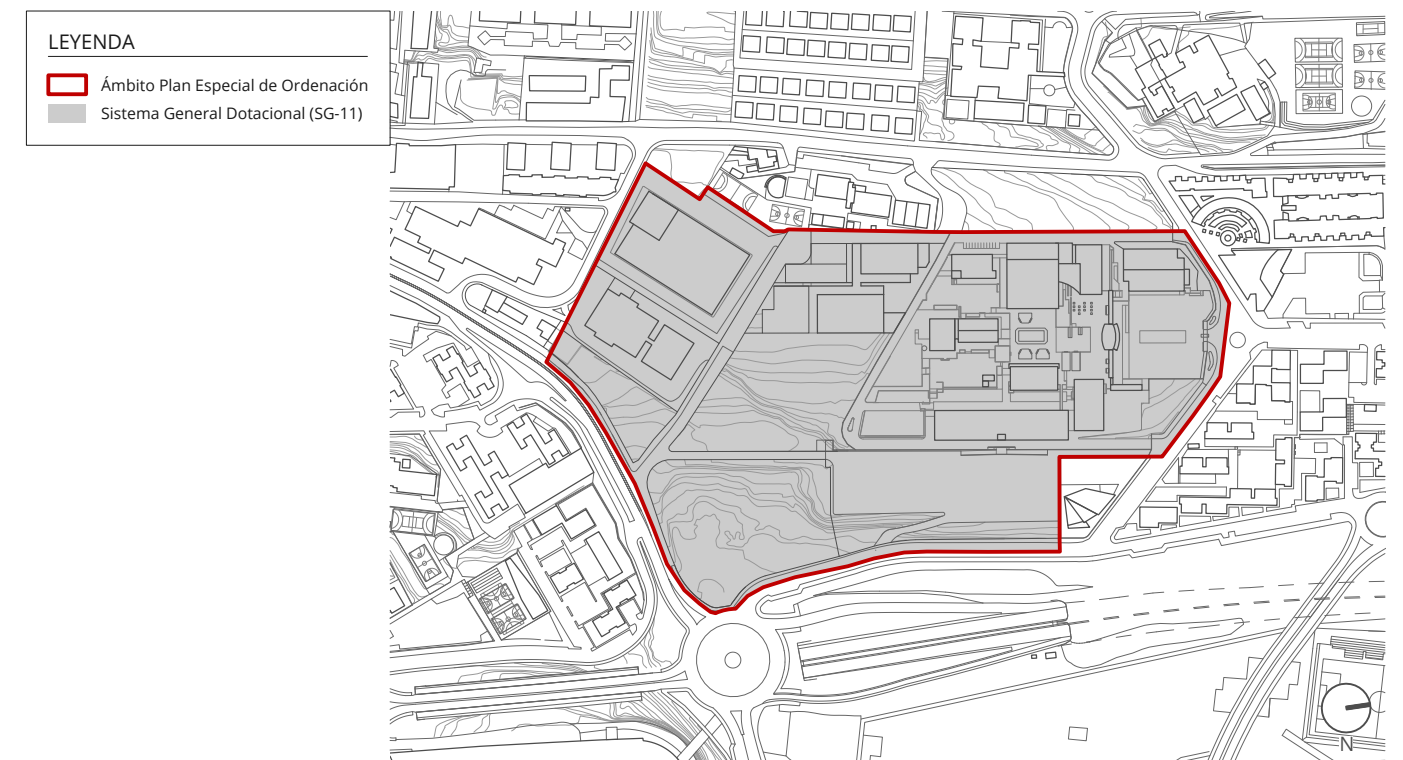 LEYENDA
Ámbito Plan Especial de Ordenación
Sistema General Dotacional (SG-11)
N